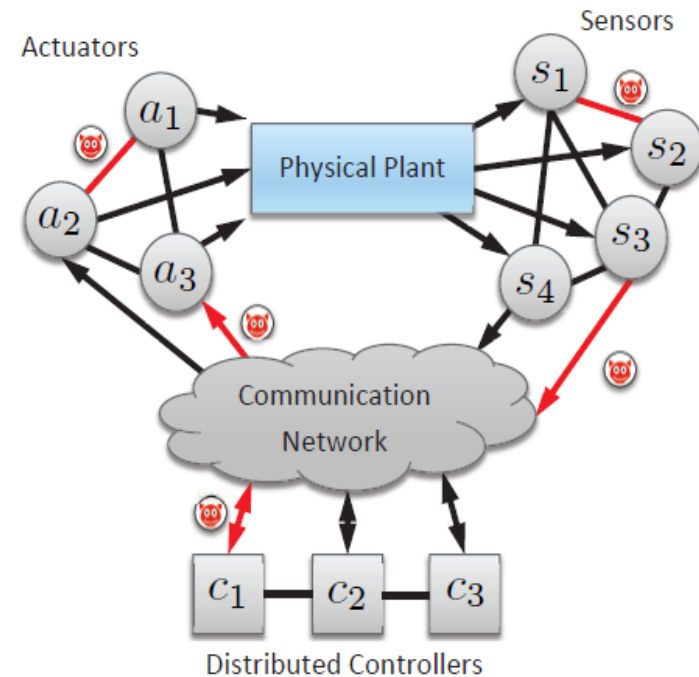 Actuators
Sensors
a1
a2
a3
Physical Plant
s1
s2
s3
s4
Communication
Network
c1
c2
c3
Distributed Controllers